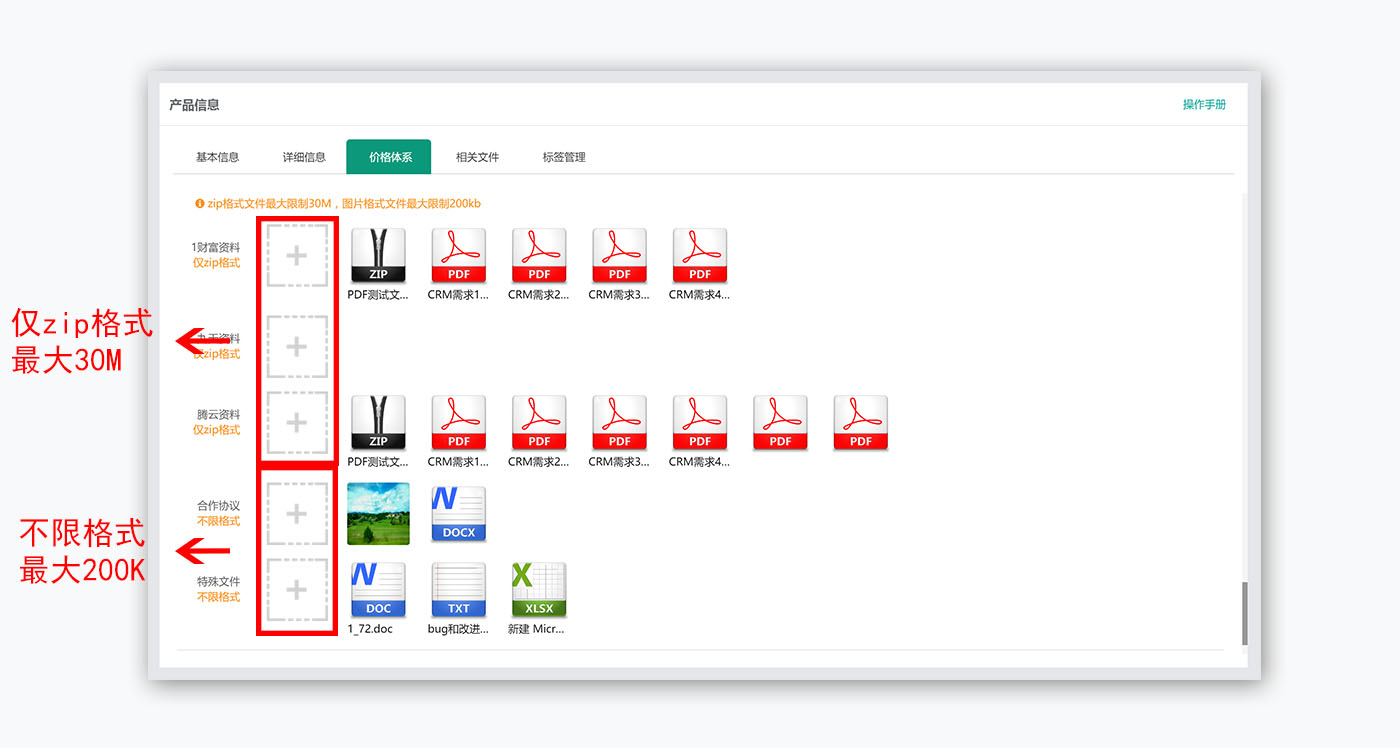 产品信息
操作手册
基本信息
详细信息
价格体系
相关文件
标签管理
zip格式文件最大限制30M，图片格式文件最大限制200kb
1财富资料
仅zip格式
ZIP
PDF
PDF
PDF
PDF
PDF测试文...
CRM需求1...
CRM需求2...
CRM需求3...
CRM需求4...
仅zip格式
最大30M
资料
仅zip格式
腾云资料
仅zip格式
ZIP
PDF
PDF
PDF
PDF
PDF
PDF
PDF测试文...
CRM需求1...
CRM需求2...
CRM需求3...
CRM需求4...
不限格式
最大200K
合作协议
不限格式
DOCX
特殊文件
不限格式
DOC
TXT
XLSX
1_72.doc
bug和改进...
新建 Micr...